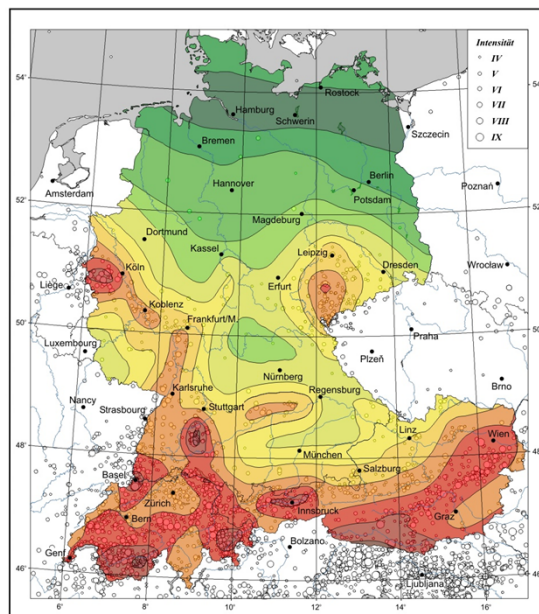 Intensität
IV
V
VI
VII
VIII
IX
54°
52°
50°
48°
46°
6°
8°
10°
12°
14°
16°
Rostock
Hamburg
Schwerin
Szczecin
Bremen
Amsterdam
Hannover
Berlin
Potsdam
Poznań
Magdeburg
Dortmund
Kassel
Leipzig
Dresden
Wrocław
Köln
Liège
Erfurt
Koblenz
Frankfurt/M.
Praha
Luxembourg
Plzeň
Nürnberg
Brno
Nancy
Karlsruhe
Regensburg
Strasbourg
Stuttgart
Linz
Wien
München
Salzburg
Basel
Zürich
Bern
Innsbruck
Graz
Genf
Bolzano
Ljubljana